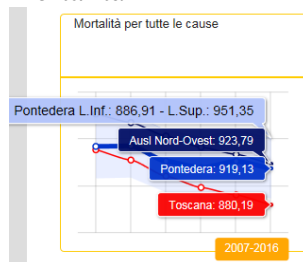 Mortalità per tutte le cause
Pontedera L.Inf.: 886,91 - L.Sup.: 951,35
Ausl Nord-Ovest: 923,79
Pontedera: 919,13
Toscana: 880,19
2007-2016